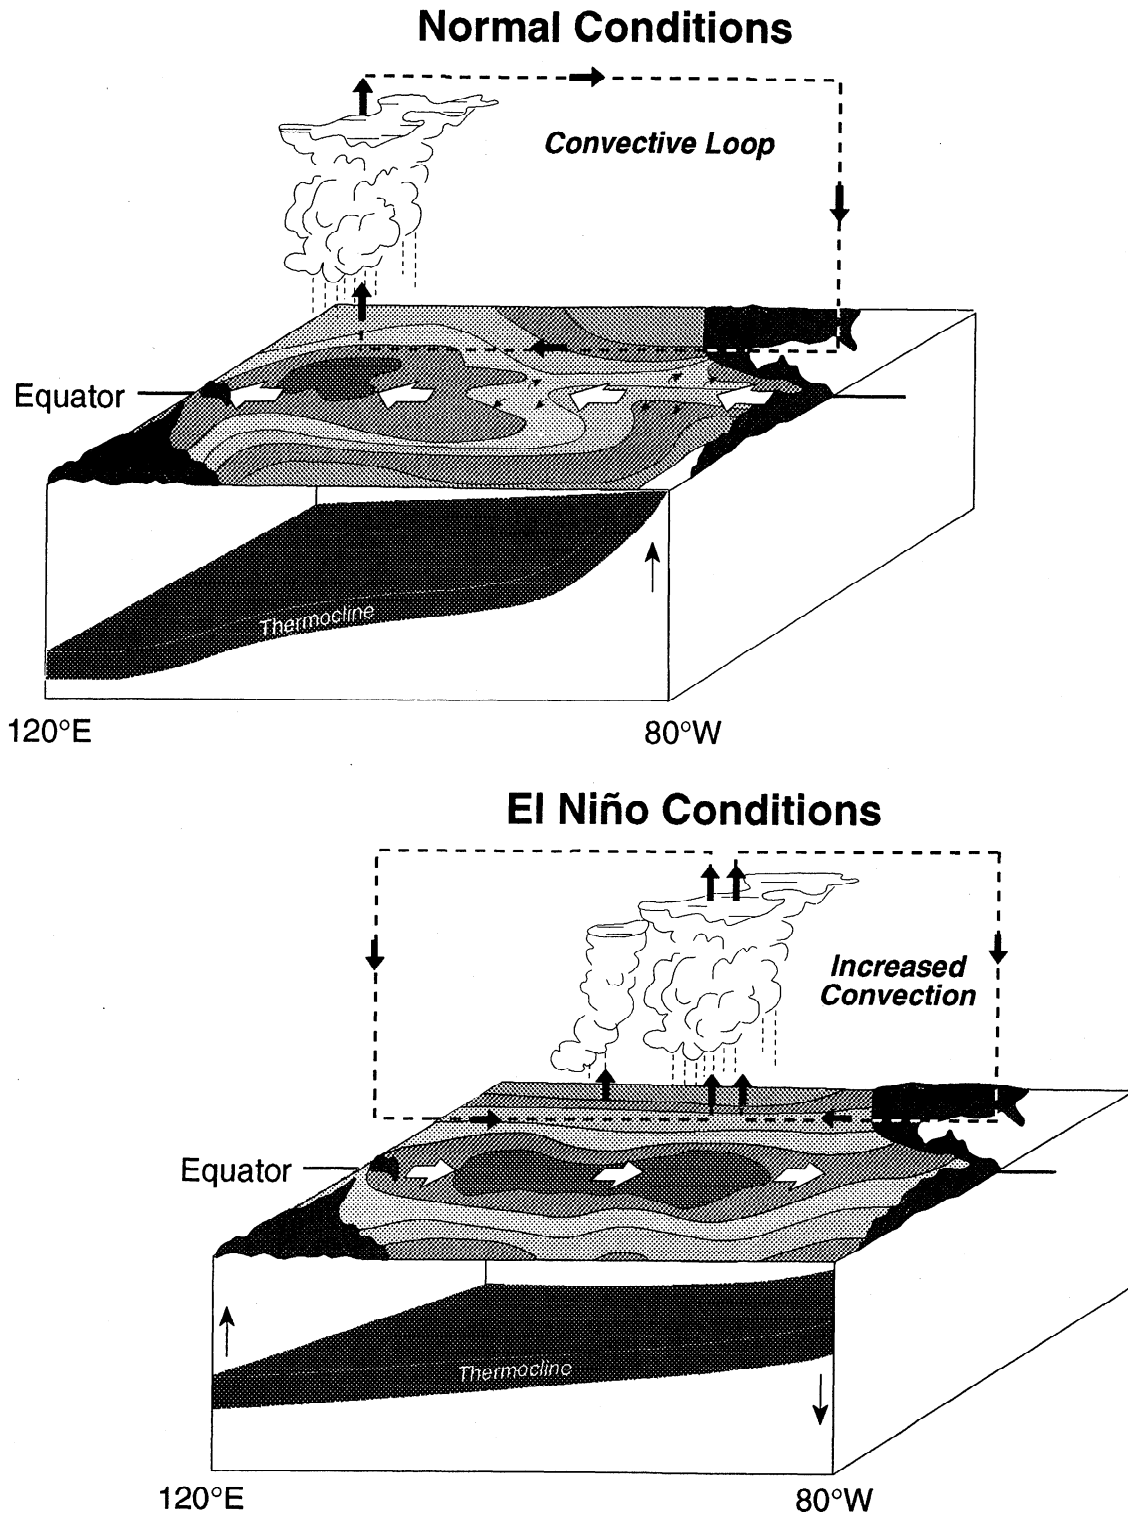 Normal Conditions
Convective Loop
Equator
Thermocline
120°E
80°W
El Niño Conditions
Increased
Convection
Equator
Thermocline
120°E
80°W